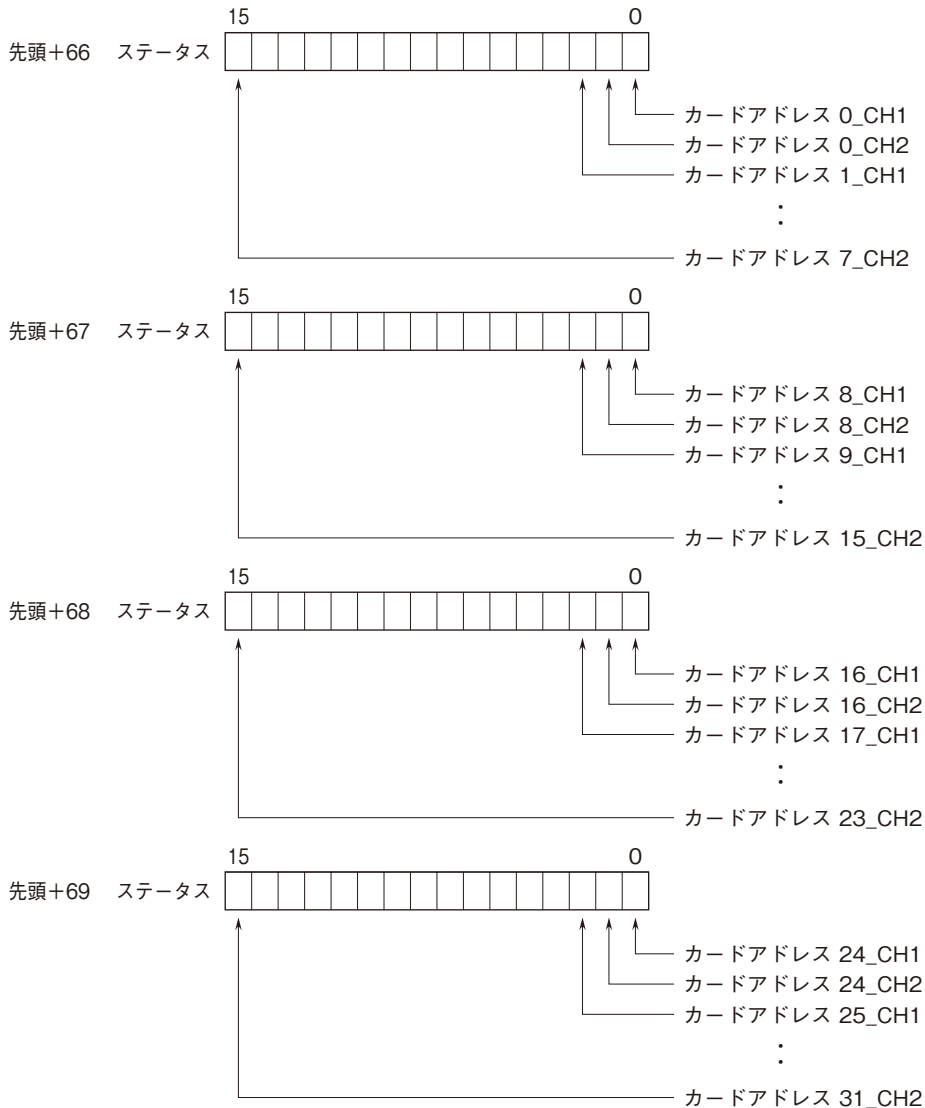 15 0
先頭+66 ステータス
カードアドレス 0_CH1
カードアドレス 0_CH2
カードアドレス 1_CH1
:
カードアドレス 7_CH2
15 0
先頭+67 ステータス
カードアドレス 8_CH1
カードアドレス 8_CH2
カードアドレス 9_CH1
:
カードアドレス 15_CH2
15 0
先頭+68 ステータス
カードアドレス 16_CH1
カードアドレス 16_CH2
カードアドレス 17_CH1
:
カードアドレス 23_CH2
15 0
先頭+69 ステータス
カードアドレス 24_CH1
カードアドレス 24_CH2
カードアドレス 25_CH1
:
カードアドレス 31_CH2